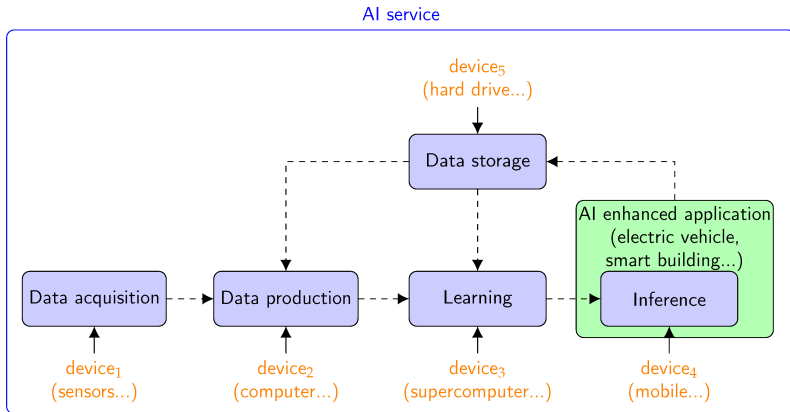 AI service
device₅
(hard drive...)
Data storage
AI enhanced application
(electric vehicle,
smart building...)
Data acquisition
Data production
Learning
Inference
device₁
(sensors...)
device₂
(computer...)
device₃
(supercomputer...)
device₄
(mobile...)